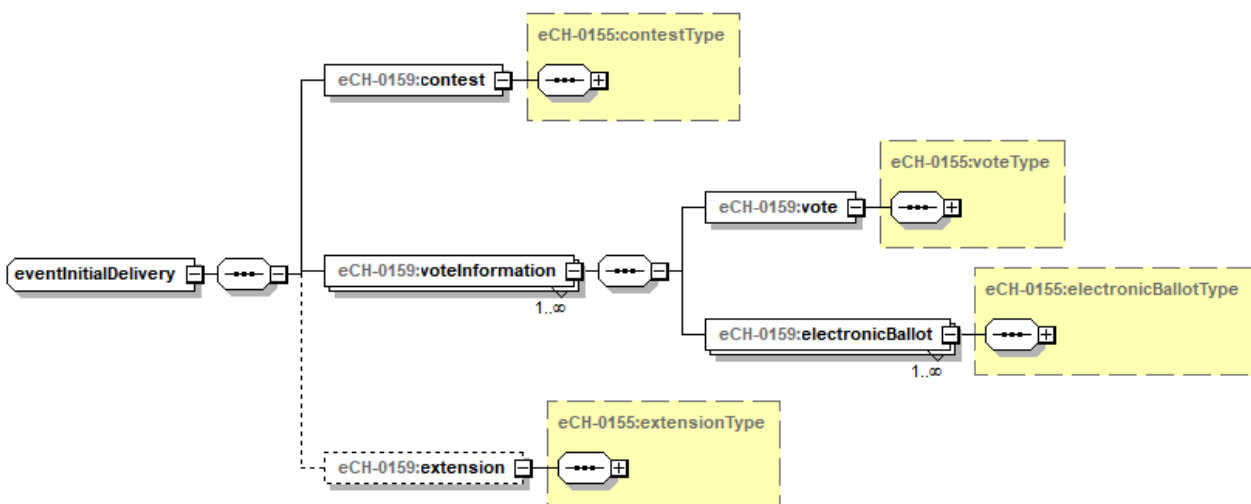 eCH-0155:contestType
eCH-0159:contest
eCH-0155:voteType
eCH-0159:vote
eventInitialDelivery
eCH-0159:voteInformation
1..∞
eCH-0155:electronicBallotType
eCH-0159:electronicBallot
1..∞
eCH-0155:extensionType
eCH-0159:extension